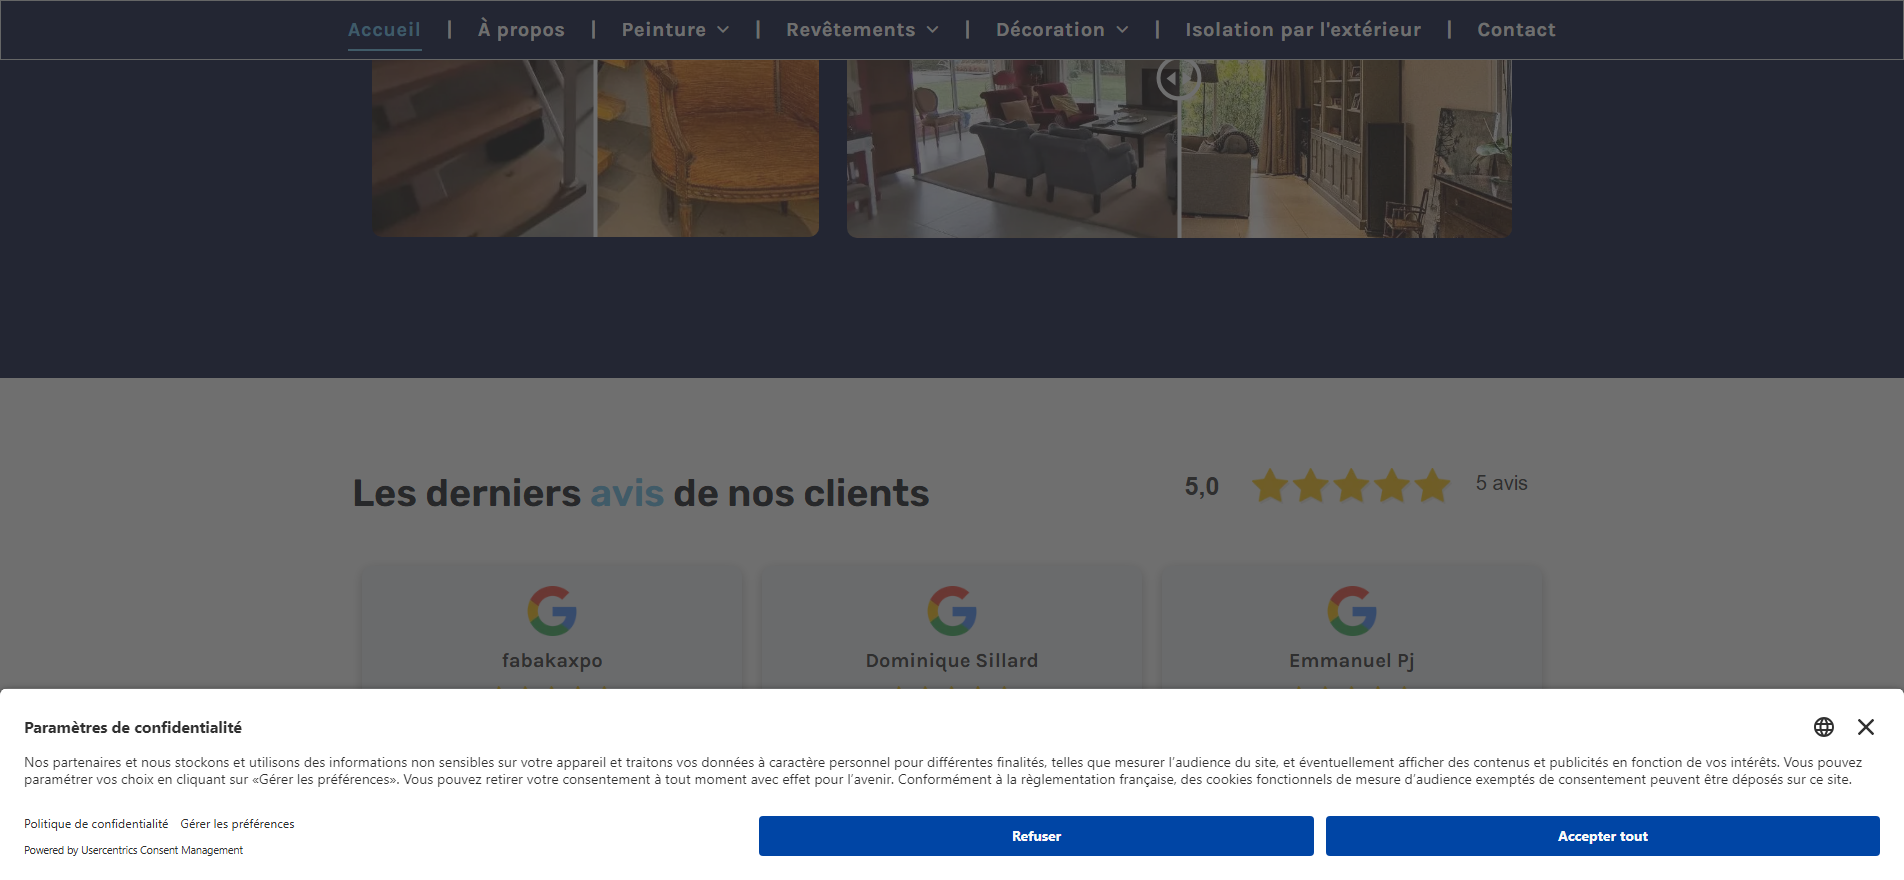 Accueil | À propos | Peinture | Revêtements | Décoration | Isolation par l'extérieur | Contact
Les derniers avis de nos clients
5,0
5 avis
fabakaxpo
Dominique Sillard
Emmanuel Pj
Paramètres de confidentialité
Nos partenaires et nous stockons et utilisons des informations non sensibles sur votre appareil et traitons vos données à caractère personnel pour différentes finalités, telles que mesurer l'audience du site, et éventuellement afficher des contenus et publicités en fonction de vos intérêts. Vous pouvez
paramétrer vos choix en cliquant sur «Gérer les préférences». Vous pouvez retirer votre consentement à tout moment avec effet pour l'avenir. Conformément à la règlementation française, des cookies fonctionnels de mesure d'audience exemptés de consentement peuvent être déposés sur ce site.
Politique de confidentialité Gérer les préférences
Powered by Usercentrics Consent Management
Refuser
Accepter tout